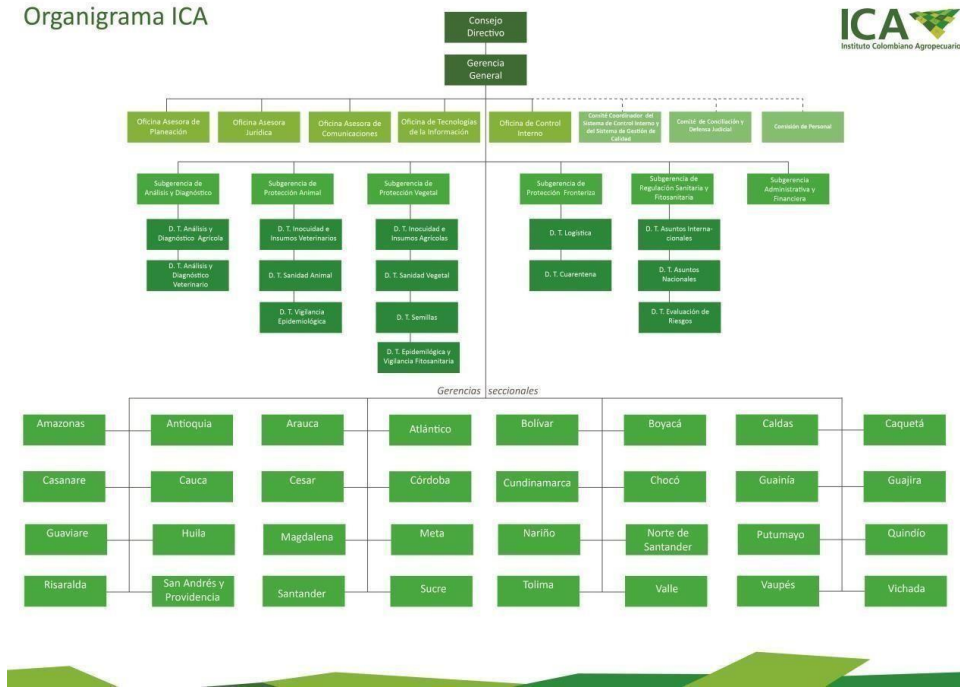 Organigrama ICA
ICA
Instituto Colombiano Agropecuario
Consejo
Directivo
Gerencia
General
Oficina Asesora de
Planeación
Oficina Asesora
Jurídica
Oficina Asesora de
Comunicaciones
Oficina de Tecnologías
de la Información
Oficina de Control
Interno
Comité Coordinador del
Sistema de Control Interno y
del Sistema de Gestión de
Calidad
Comité de Conciliación y
Defensa Judicial
Comisión de Personal
Subgerencia de
Análisis y Diagnóstico
Subgerencia de
Protección Animal
Subgerencia de
Protección Vegetal
Subgerencia de
Protección Fronteriza
Subgerencia de
Regulación Sanitaria y
Fitosanitaria
Subgerencia
Administrativa y
Financiera
D. T. Análisis y
Diagnóstico Agrícola
D. T. Inocuidad e
Insumos Veterinarios
D. T. Inocuidad e
Insumos Agrícolas
D. T. Logística
D. T. Asuntos Interna-
cionales
D. T. Análisis y
Diagnóstico
Veterinario
D. T. Sanidad Animal
D. T. Sanidad Vegetal
D. T. Cuarentena
D. T. Asuntos
Nacionales
D. T. Vigilancia
Epidemiológica
D. T. Semillas
D. T. Evaluación de
Riesgos
D. T. Epidemilógica y
Vigilancia Fitosanitaria
Gerencias seccionales
Amazonas
Antioquia
Arauca
Atlántico
Bolívar
Boyacá
Caldas
Caquetá
Casanare
Cauca
Cesar
Córdoba
Cundinamarca
Chocó
Guainía
Guajira
Guaviare
Huila
Magdalena
Meta
Nariño
Norte de
Santander
Putumayo
Quindío
Risaralda
San Andrés y
Providencia
Santander
Sucre
Tolima
Valle
Vaupés
Vichada